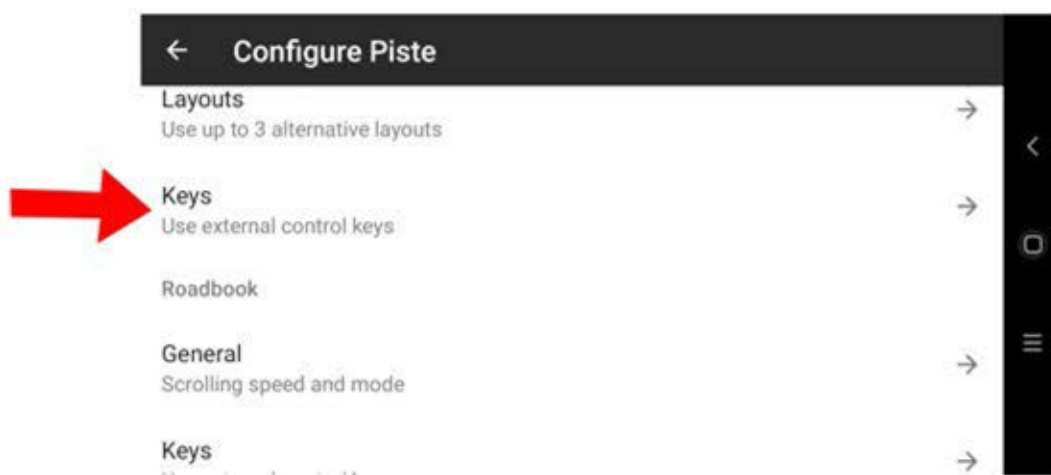 Configure Piste
Layouts
Use up to 3 alternative layouts
Keys
Use external control keys
Roadbook
General
Scrolling speed and mode
Keys